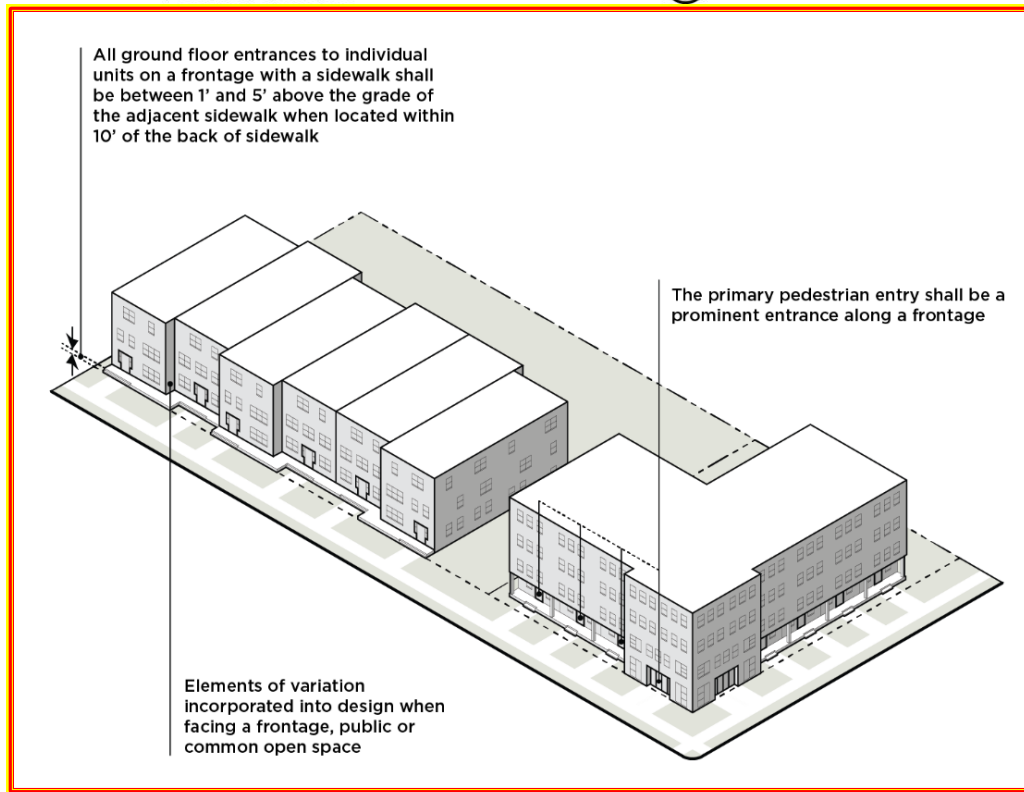 All ground floor entrances to individual
units on a frontage with a sidewalk shall
be between 1’ and 5’ above the grade of
the adjacent sidewalk when located within
10’ of the back of sidewalk
The primary pedestrian entry shall be a
prominent entrance along a frontage
Elements of variation
incorporated into design when
facing a frontage, public or
common open space